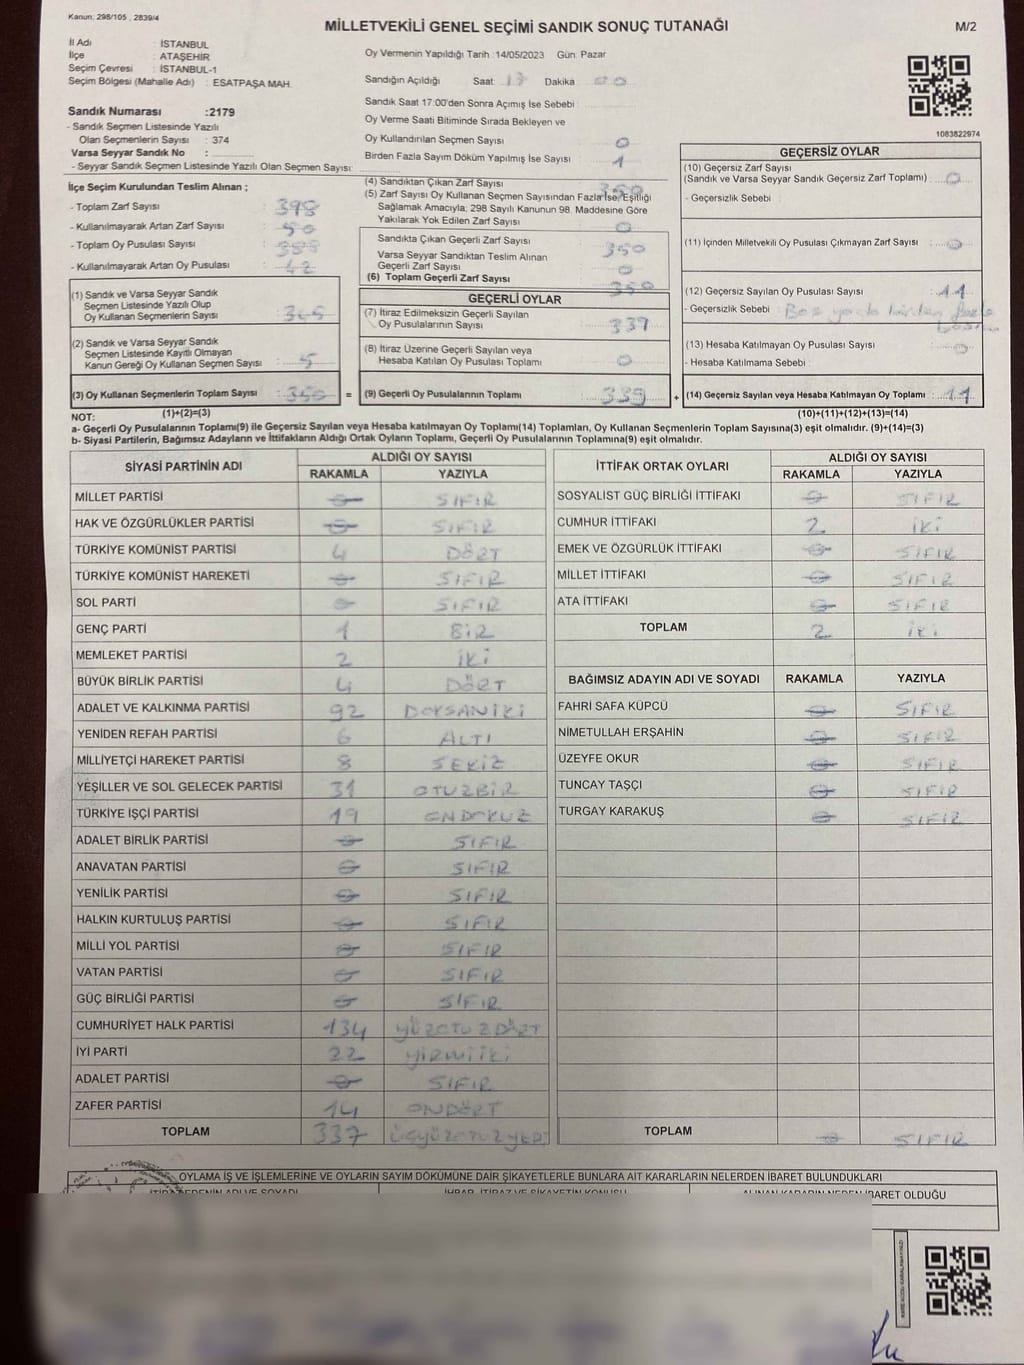 Kanun; 298/105 , 2839/4
MİLLETVEKİLİ GENEL SEÇİMİ SANDIK SONUÇ TUTANAĞI
M/2
İl Adı : İSTANBUL
İlçe : ATAŞEHİR
Seçim Çevresi : İSTANBUL-1
Seçim Bölgesi (Mahalle Adı) : ESATPAŞA MAH.
Oy Vermenin Yapıldığı Tarih :14/05/2023 Gün: Pazar
Sandığın Açıldığı Saat 17 Dakika 00
Sandık Saat 17:00'den Sonra Açımış İse Sebebi :
Oy Verme Saati Bitiminde Sırada Bekleyen ve
Oy Kullandırılan Seçmen Sayısı : 0
Birden Fazla Sayım Döküm Yapılmış İse Sayısı : 1
1083822974
Sandık Numarası :2179
- Sandık Seçmen Listesinde Yazılı
Olan Seçmenlerin Sayısı : 374
Varsa Seyyar Sandık No :
- Seyyar Sandık Seçmen Listesinde Yazılı Olan Seçmen Sayısı:
İlçe Seçim Kurulundan Teslim Alınan ;
- Toplam Zarf Sayısı : 398
- Kullanılmayarak Artan Zarf Sayısı : 50
- Toplam Oy Pusulası Sayısı :
- Kullanılmayarak Artan Oy Pusulası : 42
(1) Sandık ve Varsa Seyyar Sandık
Seçmen Listesinde Yazılı Olup
Oy Kullanan Seçmenlerin Sayısı : 345
(2) Sandık ve Varsa Seyyar Sandık
Seçmen Listesinde Kayıtlı Olmayan
Kanun Gereği Oy Kullanan Seçmen Sayısı : 5
(3) Oy Kullanan Seçmenlerin Toplam Sayısı : 350
(1)+(2)=(3)
(4) Sandıktan Çıkan Zarf Sayısı : 350
(5) Zarf Sayısı Oy Kullanan Seçmen Sayısından Fazla İse, Eşitliği
Sağlamak Amacıyla; 298 Sayılı Kanunun 98. Maddesine Göre
Yakılarak Yok Edilen Zarf Sayısı : 0
Sandıkta Çıkan Geçerli Zarf Sayısı : 350
Varsa Seyyar Sandıktan Teslim Alınan
Geçerli Zarf Sayısı : 0
(6) Toplam Geçerli Zarf Sayısı : 350
GEÇERLİ OYLAR
(7) İtiraz Edilmeksizin Geçerli Sayılan
Oy Pusulalarının Sayısı : 339
(8) İtiraz Üzerine Geçerli Sayılan veya
Hesaba Katılan Oy Pusulası Toplamı : 0
= (9) Geçerli Oy Pusulalarının Toplamı : 339 +
GEÇERSİZ OYLAR
(10) Geçersiz Zarf Sayısı
(Sandık ve Varsa Seyyar Sandık Geçersiz Zarf Toplamı) : 0
- Geçersizlik Sebebi :
(11) İçinden Milletvekili Oy Pusulası Çıkmayan Zarf Sayısı : 0
(12) Geçersiz Sayılan Oy Pusulası Sayısı : 11
- Geçersizlik Sebebi : Boş birden fazla
(13) Hesaba Katılmayan Oy Pusulası Sayısı : 0
- Hesaba Katılmama Sebebi :
(14) Geçersiz Sayılan veya Hesaba Katılmayan Oy Toplamı : 11
(10)+(11)+(12)+(13)=(14)
NOT:
a- Geçerli Oy Pusulalarının Toplamı(9) ile Geçersiz Sayılan veya Hesaba katılmayan Oy Toplamı(14) Toplamları, Oy Kullanan Seçmenlerin Toplam Sayısına(3) eşit olmalıdır. (9)+(14)=(3)
b- Siyasi Partilerin, Bağımsız Adayların ve İttifakların Aldığı Ortak Oyların Toplamı, Geçerli Oy Pusulalarının Toplamına(9) eşit olmalıdır.
SİYASİ PARTİNİN ADI ALDIĞI OY SAYISI
RAKAMLA YAZIYLA
MİLLET PARTİSİ 0 SIFIR
HAK VE ÖZGÜRLÜKLER PARTİSİ 0 SIFIR
TÜRKİYE KOMÜNİST PARTİSİ 4 DÖRT
TÜRKİYE KOMÜNİST HAREKETİ 0 SIFIR
SOL PARTİ 0 SIFIR
GENÇ PARTİ 1 BİR
MEMLEKET PARTİSİ 2 İKİ
BÜYÜK BİRLİK PARTİSİ 4 DÖRT
ADALET VE KALKINMA PARTİSİ 92 DOKSANİKİ
YENİDEN REFAH PARTİSİ 6 ALTI
MİLLİYETÇİ HAREKET PARTİSİ 8 SEKİZ
YEŞİLLER VE SOL GELECEK PARTİSİ 31 OTUZBİR
TÜRKİYE İŞÇİ PARTİSİ 19 ONDOKUZ
ADALET BİRLİK PARTİSİ 0 SIFIR
ANAVATAN PARTİSİ 0 SIFIR
YENİLİK PARTİSİ 0 SIFIR
HALKIN KURTULUŞ PARTİSİ 0 SIFIR
MİLLİ YOL PARTİSİ 0 SIFIR
VATAN PARTİSİ 0 SIFIR
GÜÇ BİRLİĞİ PARTİSİ 0 SIFIR
CUMHURİYET HALK PARTİSİ 134 YÜZOTUZDÖRT
İYİ PARTİ 22 YİRMİİKİ
ADALET PARTİSİ 0 SIFIR
ZAFER PARTİSİ 14 ONDÖRT
TOPLAM 337 ÜÇYÜZOTUZYEDİ
İTTİFAK ORTAK OYLARI ALDIĞI OY SAYISI
RAKAMLA YAZIYLA
SOSYALIST GÜÇ BİRLİĞİ İTTİFAKI 0 SIFIR
CUMHUR İTTİFAKI 2 İKİ
EMEK VE ÖZGÜRLÜK İTTİFAKI 0 SIFIR
MİLLET İTTİFAKI 0 SIFIR
ATA İTTİFAKI 0 SIFIR
TOPLAM 2 İKİ
BAĞIMSIZ ADAYIN ADI VE SOYADI RAKAMLA YAZIYLA
FAHRİ SAFA KÜPCÜ 0 SIFIR
NİMETULLAH ERŞAHİN 0 SIFIR
ÜZEYFE OKUR 0 SIFIR
TUNCAY TAŞÇI 0 SIFIR
TURGAY KARAKUŞ 0 SIFIR
TOPLAM 0 SIFIR
OYLAMA İŞ VE İŞLEMLERİNE VE OYLARIN SAYIM DÖKÜMÜNE DAİR ŞİKAYETLERLE BUNLARA AİT KARARLARIN NELERDEN İBARET BULUNDUKLARI
İTİRAZ EDENİN ADI VE SOYADI İHBAR, İTİRAZ VE ŞİKAYETİN KONUSU ALINAN KARARIN NEDEN İBARET OLDUĞU